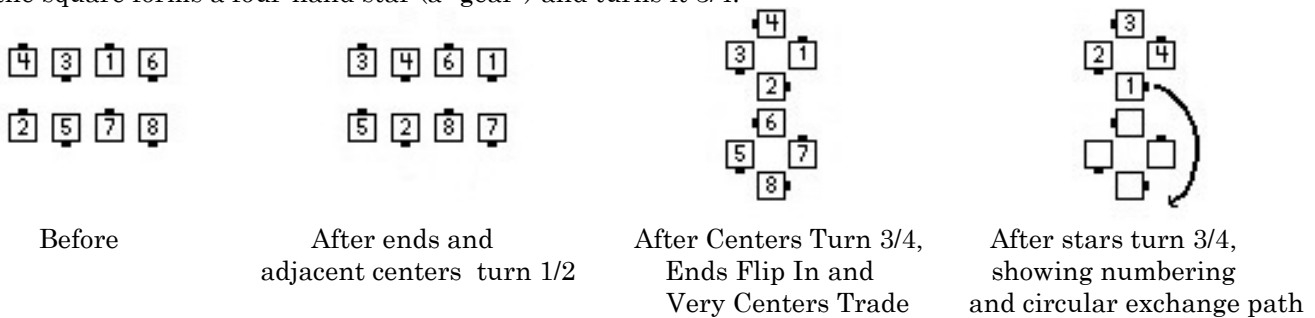 the square forms a four-hand star (a "gear") and turns it 3/4.
4 3 1 6
2 5 7 8
3 4 6 1
5 2 8 7
4
3 1
2
6
5 7
8
3
2 4
1
Before
After ends and
adjacent centers turn 1/2
After Centers Turn 3/4,
Ends Flip In and
Very Centers Trade
After stars turn 3/4,
showing numbering
and circular exchange path